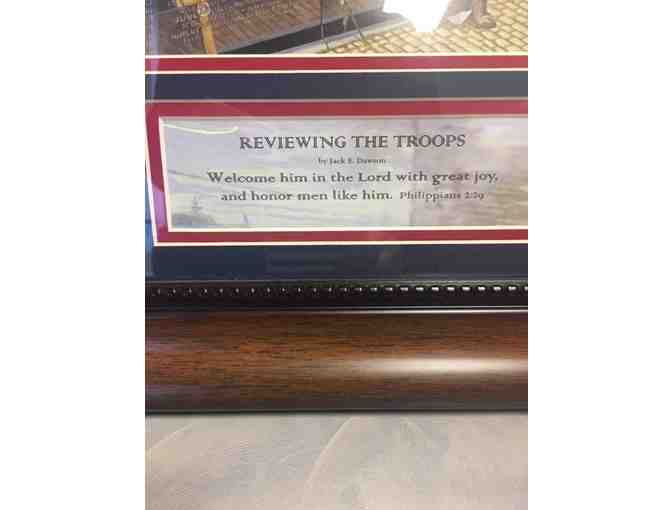 REVIEWING THE TROOPS
by Jack E. Dawson
Welcome him in the Lord with great joy,
and honor men like him. Philippians 2:29